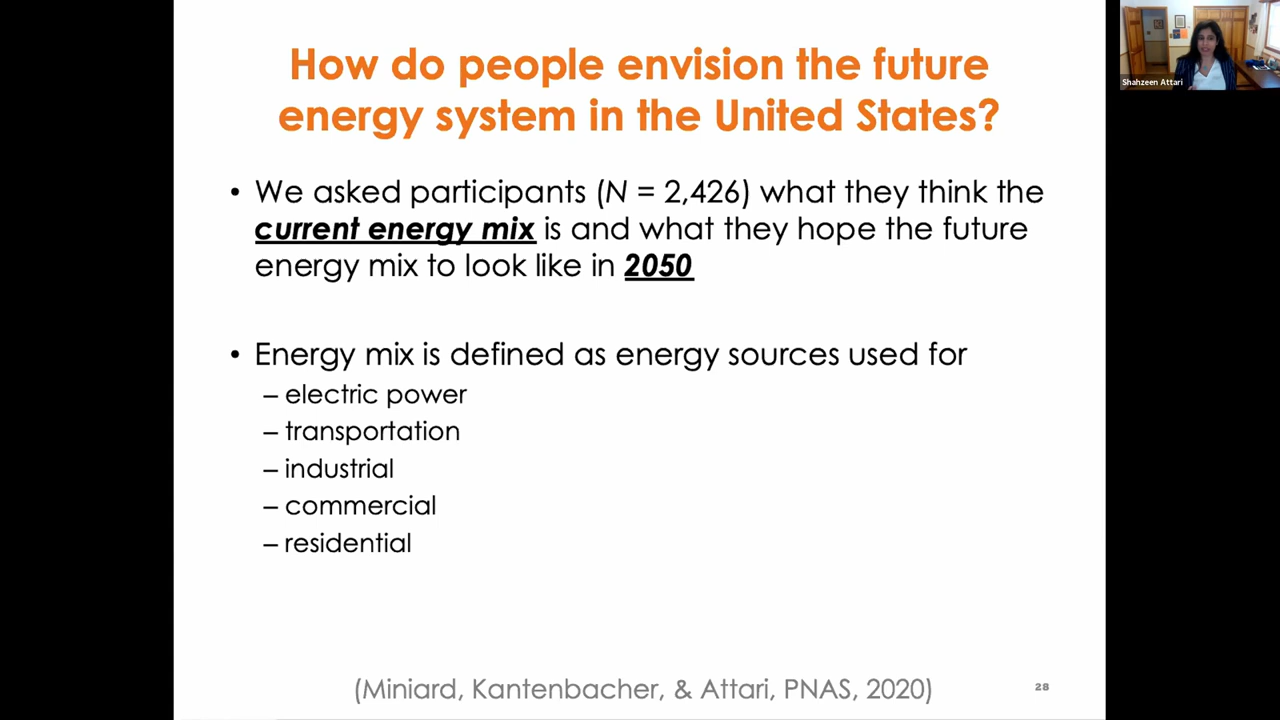 How do people envision the future
energy system in the United States?
• We asked participants (N = 2,426) what they think the
current energy mix is and what they hope the future
energy mix to look like in 2050
• Energy mix is defined as energy sources used for
– electric power
– transportation
– industrial
– commercial
– residential
(Miniard, Kantenbacher, & Attari, PNAS, 2020)
28
Shahzeen Attari